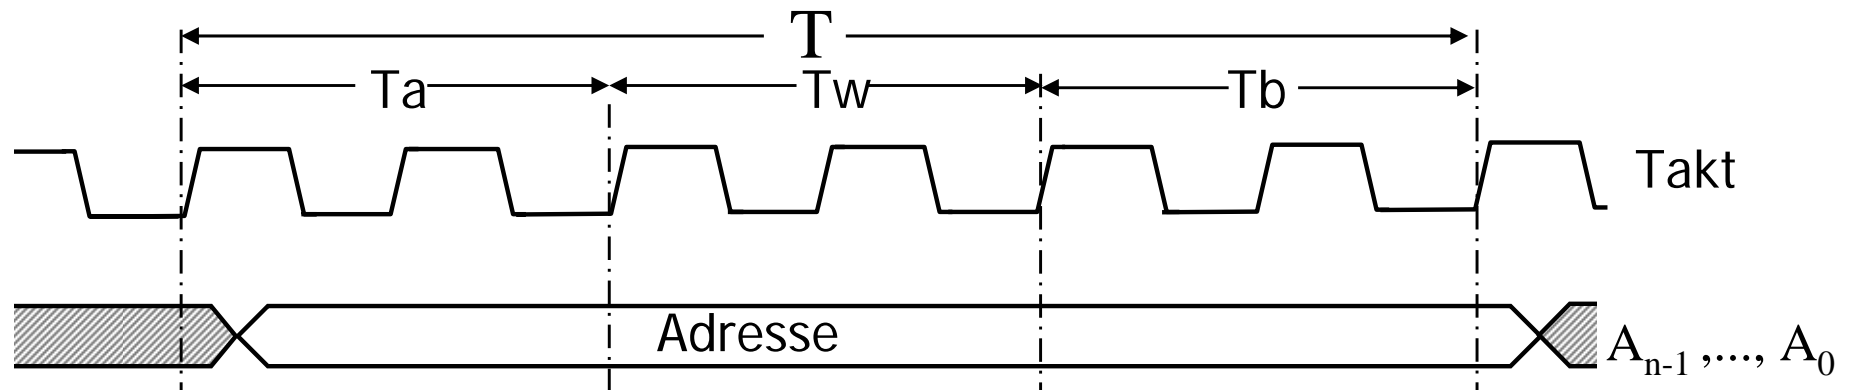 T
Ta Tw Tb
Takt
Adresse
Aₙ₋₁ ,..., A₀